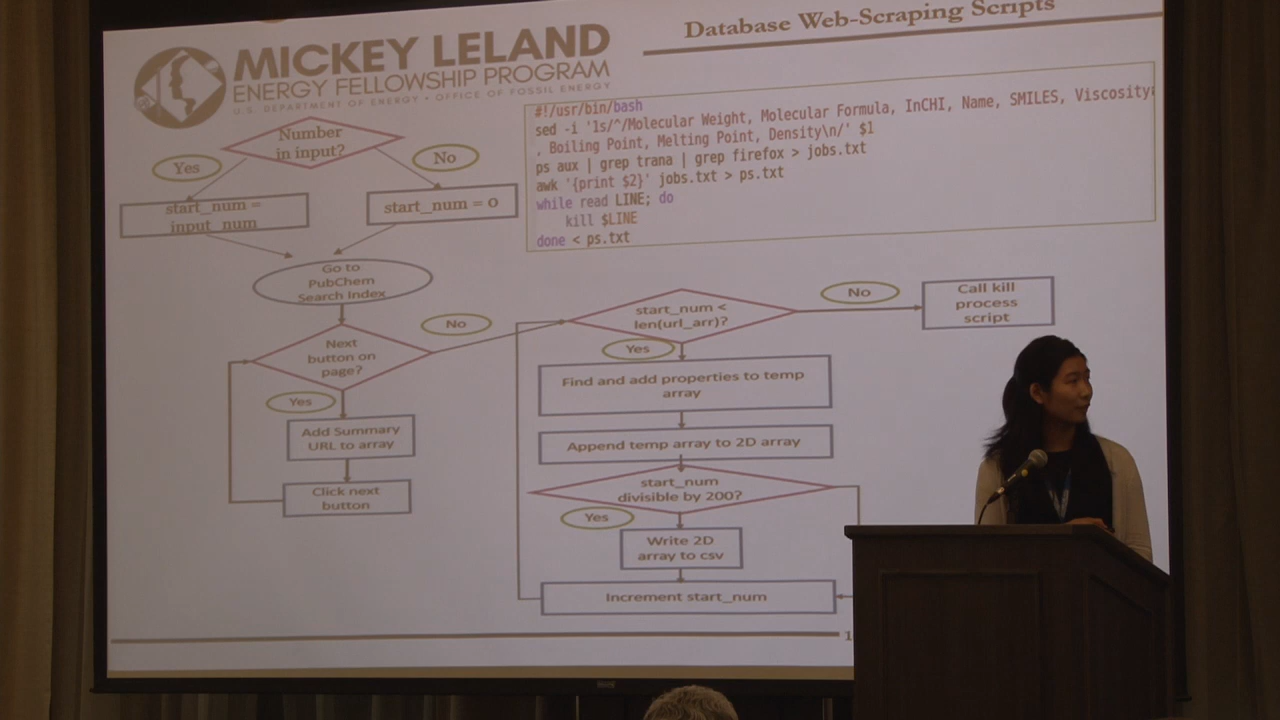 Database Web-Scraping Scripts
MICKEY LELAND
ENERGY FELLOWSHIP PROGRAM
U.S. DEPARTMENT OF ENERGY • OFFICE OF FOSSIL ENERGY
#!/usr/bin/bash
sed -i '1s/^/Molecular Weight, Molecular Formula, InCHI, Name, SMILES, Viscosity
, Boiling Point, Melting Point, Density\n/' $1
ps aux | grep trana | grep firefox > jobs.txt
awk '{print $2}' jobs.txt > ps.txt
while read LINE; do
kill $LINE
done < ps.txt
Number
in input?
Yes
No
start_num =
input_num
start_num = 0
Go to
PubChem
Search Index
Next
button on
page?
No
Yes
Add Summary
URL to array
Click next
button
start_num <
len(url_arr)?
No
Call kill
process
script
Yes
Find and add properties to temp
array
Append temp array to 2D array
start_num
divisible by 200?
Yes
Write 2D
array to csv
Increment start_num